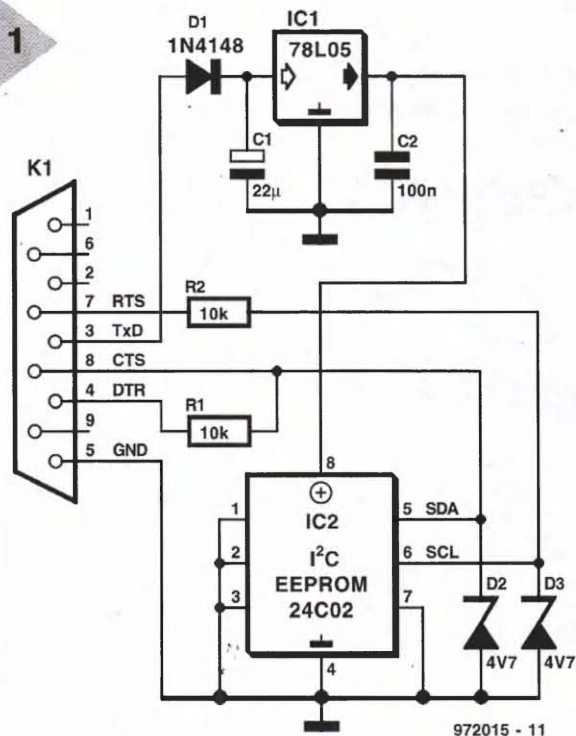 1
D1
1N4148
IC1
78L05
C1
22µ
C2
100n
K1
1
6
2
7 RTS
3 TxD
8 CTS
4 DTR
9
5 GND
R2
10k
R1
10k
8
1
2
3
IC2
I²C
EEPROM
24C02
5 SDA
6 SCL
7
4
D2
4V7
D3
4V7
972015 - 11